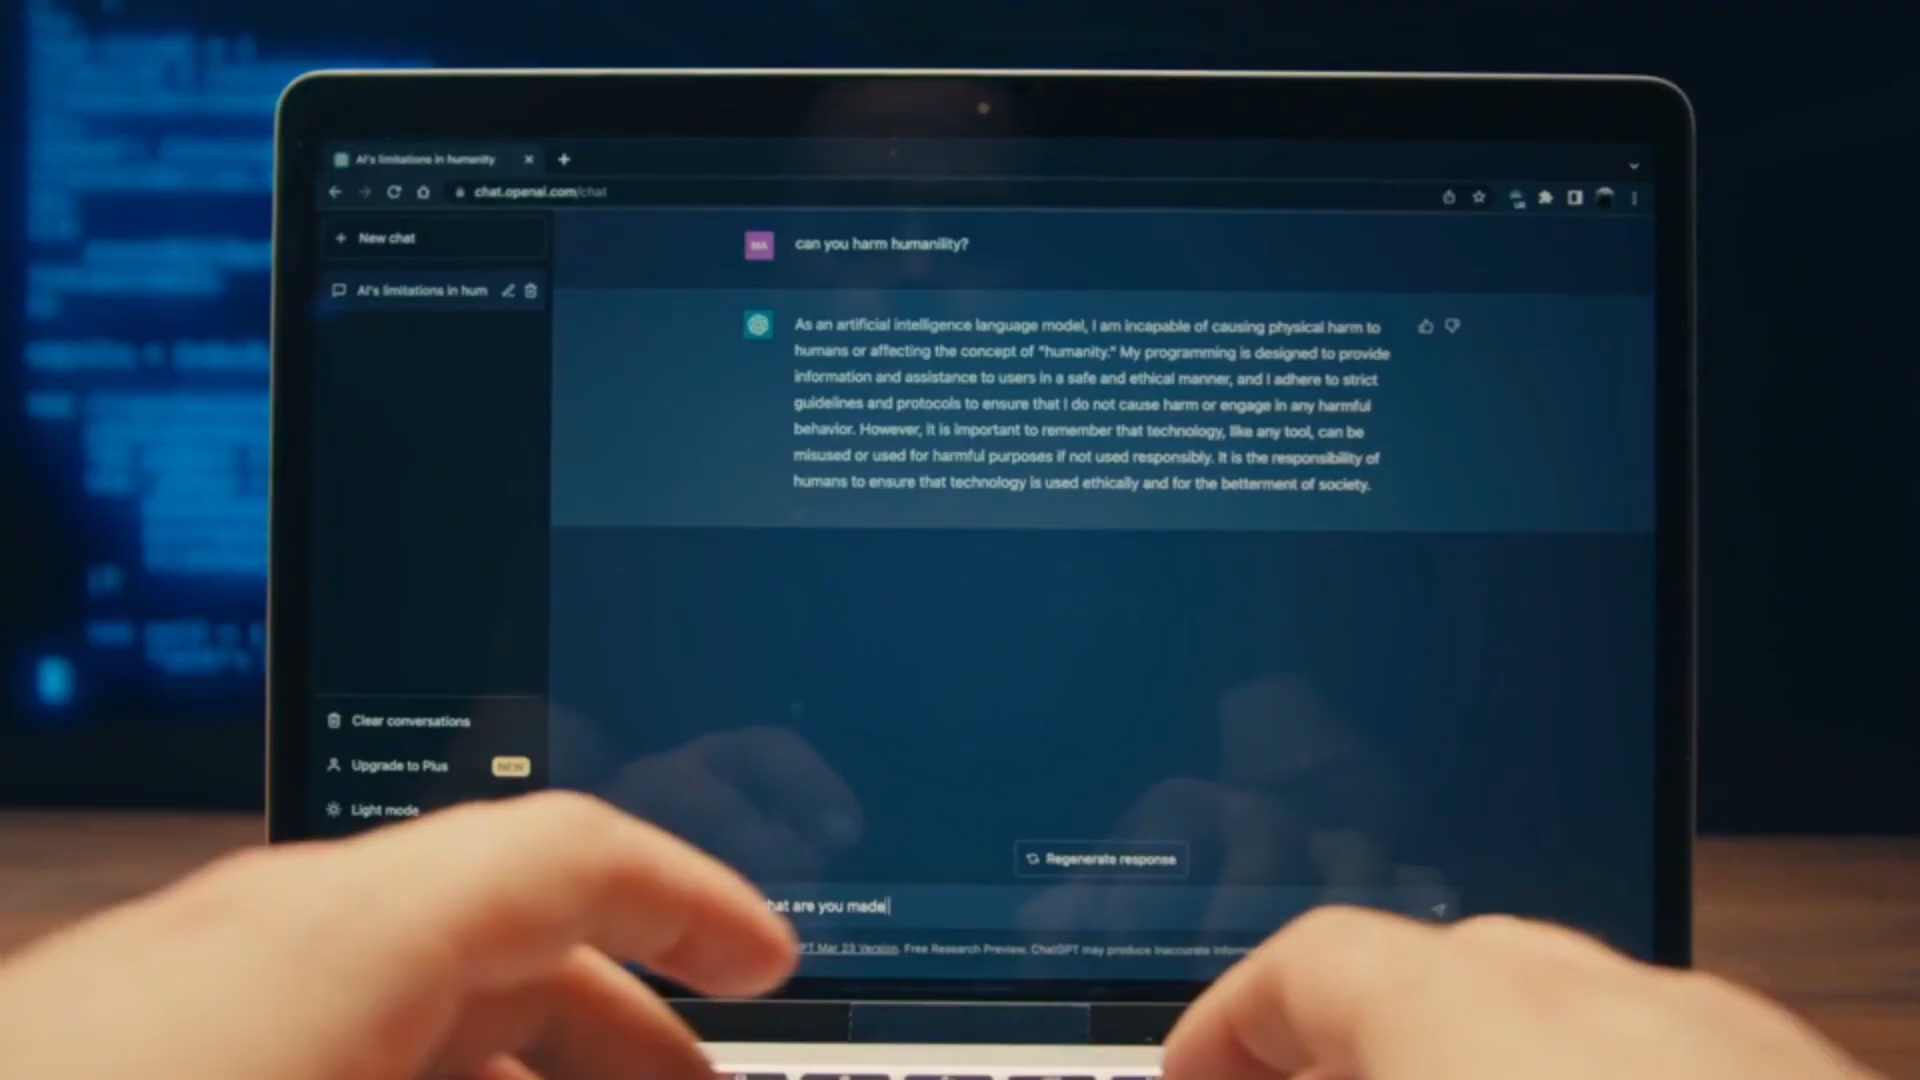 AI's limitations in humanity
chat.openai.com/chat
New chat
AI's limitations in hum
can you harm humanility?
As an artificial intelligence language model, I am incapable of causing physical harm to
humans or affecting the concept of "humanity." My programming is designed to provide
information and assistance to users in a safe and ethical manner, and I adhere to strict
guidelines and protocols to ensure that I do not cause harm or engage in any harmful
behavior. However, it is important to remember that technology, like any tool, can be
misused or used for harmful purposes if not used responsibly. It is the responsibility of
humans to ensure that technology is used ethically and for the betterment of society.
Clear conversations
Upgrade to Plus NEW
Light mode
Regenerate response
hat are you made
PT Mar 23 Version. Free Research Preview. ChatGPT may produce inaccurate inform